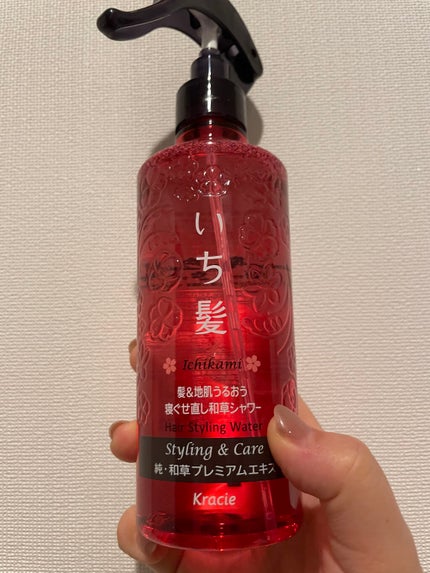 いち髪
Ichikami
髪&地肌うるおう
寝ぐせ直し和草シャワー
Hair Styling Water
Styling & Care
純・和草プレミアムエキス
Kracie